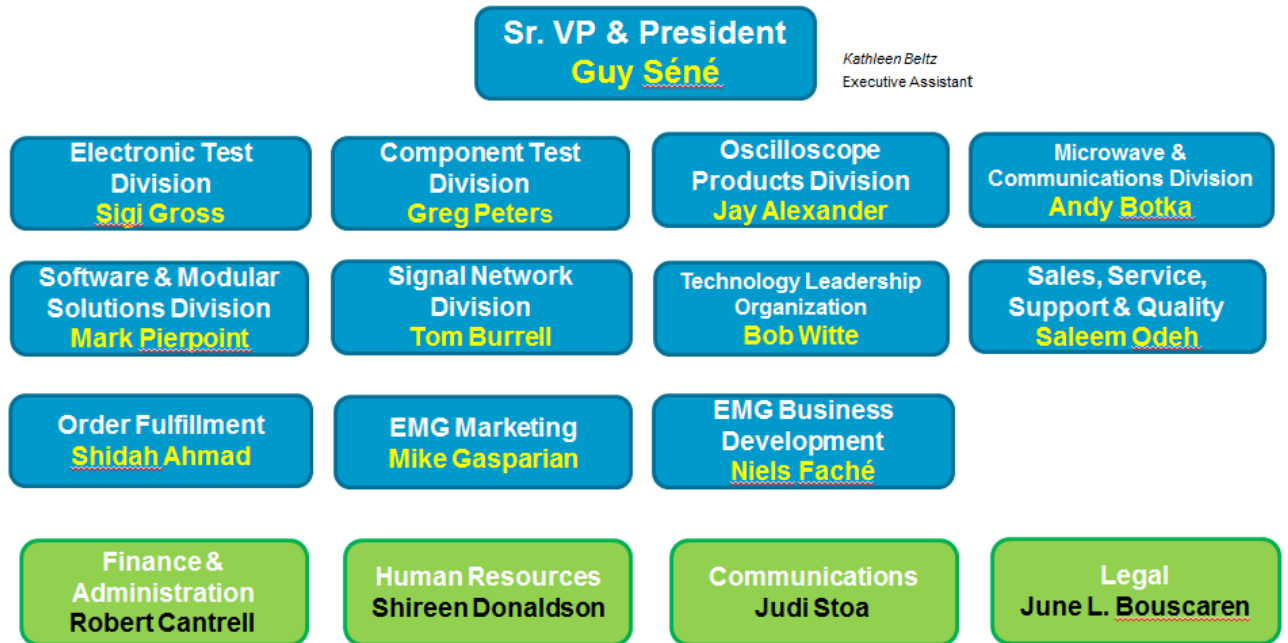 Sr. VP & President
Guy Séné
Kathleen Beltz
Executive Assistant
Electronic Test
Division
Sigi Gross
Component Test
Division
Greg Peters
Oscilloscope
Products Division
Jay Alexander
Microwave &
Communications Division
Andy Botka
Software & Modular
Solutions Division
Mark Pierpoint
Signal Network
Division
Tom Burrell
Technology Leadership
Organization
Bob Witte
Sales, Service,
Support & Quality
Saleem Odeh
Order Fulfillment
Shidah Ahmad
EMG Marketing
Mike Gasparian
EMG Business
Development
Niels Faché
Finance &
Administration
Robert Cantrell
Human Resources
Shireen Donaldson
Communications
Judi Stoa
Legal
June L. Bouscaren